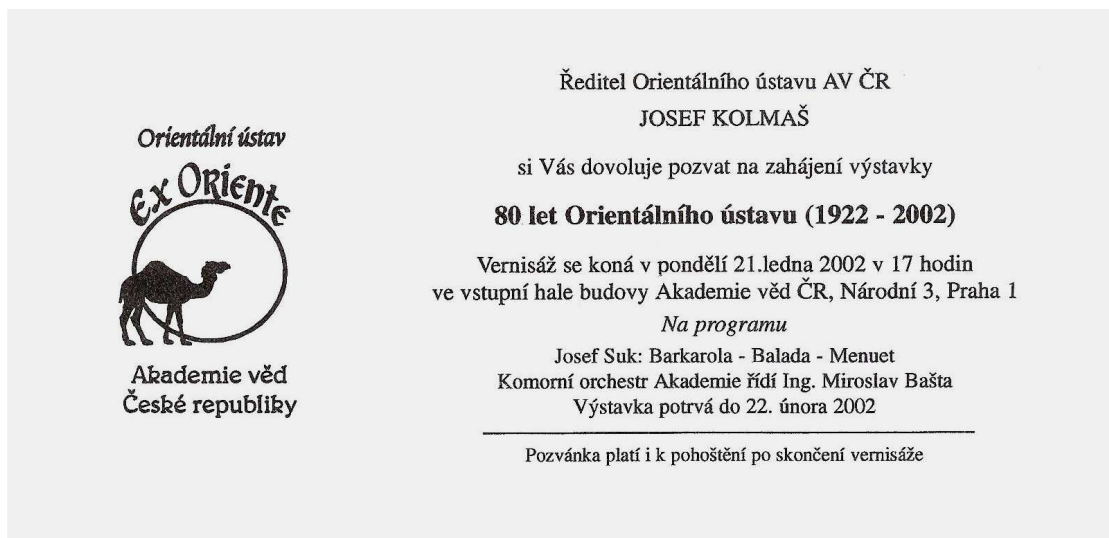 Orientální ústav
Ex Oriente
Akademie věd
České republiky
Ředitel Orientálního ústavu AV ČR
JOSEF KOLMAŠ
si Vás dovoluje pozvat na zahájení výstavky
80 let Orientálního ústavu (1922 - 2002)
Vernisáž se koná v pondělí 21.ledna 2002 v 17 hodin
ve vstupní hale budovy Akademie věd ČR, Národní 3, Praha 1
Na programu
Josef Suk: Barkarola - Balada - Menuet
Komorní orchestr Akademie řídí Ing. Miroslav Bašta
Výstavka potrvá do 22. února 2002
Pozvánka platí i k pohoštění po skončení vernisáže